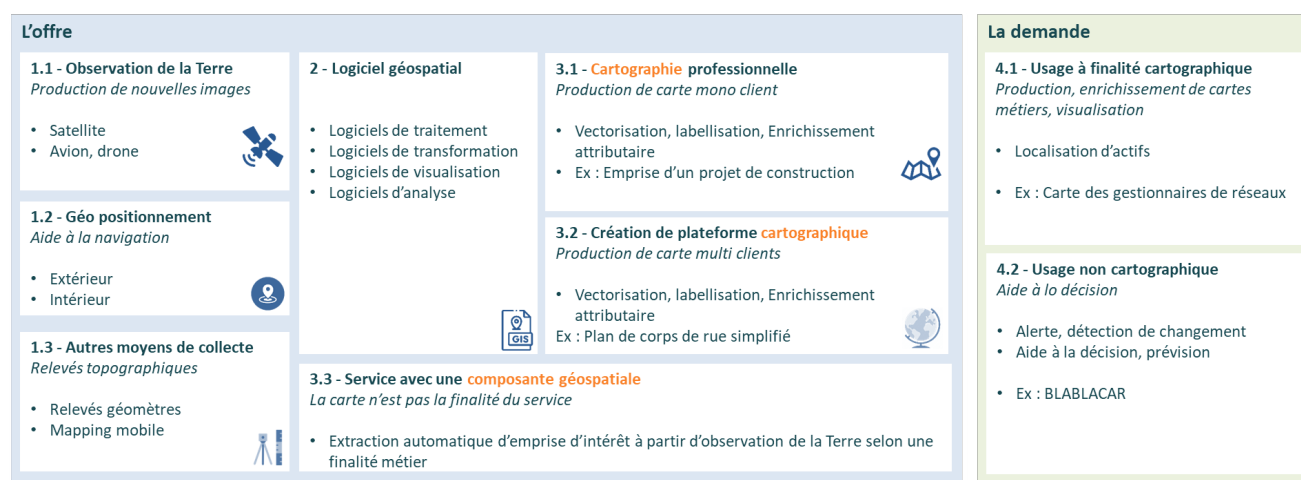 L'offre
1.1 - Observation de la Terre
Production de nouvelles images
• Satellite
• Avion, drone
1.2 - Géo positionnement
Aide à la navigation
• Extérieur
• Intérieur
1.3 - Autres moyens de collecte
Relevés topographiques
• Relevés géomètres
• Mapping mobile
2 - Logiciel géospatial
• Logiciels de traitement
• Logiciels de transformation
• Logiciels de visualisation
• Logiciels d'analyse
GIS
3.1 - Cartographie professionnelle
Production de carte mono client
• Vectorisation, labellisation, Enrichissement
attributaire
• Ex : Emprise d'un projet de construction
3.2 - Création de plateforme cartographique
Production de carte multi clients
• Vectorisation, labellisation, Enrichissement
attributaire
Ex : Plan de corps de rue simplifié
3.3 - Service avec une composante géospatiale
La carte n'est pas la finalité du service
• Extraction automatique d'emprise d'intérêt à partir d'observation de la Terre selon une
finalité métier
La demande
4.1 - Usage à finalité cartographique
Production, enrichissement de cartes
métiers, visualisation
• Localisation d'actifs
• Ex : Carte des gestionnaires de réseaux
4.2 - Usage non cartographique
Aide à lo décision
• Alerte, détection de changement
• Aide à la décision, prévision
• Ex : BLABLACAR